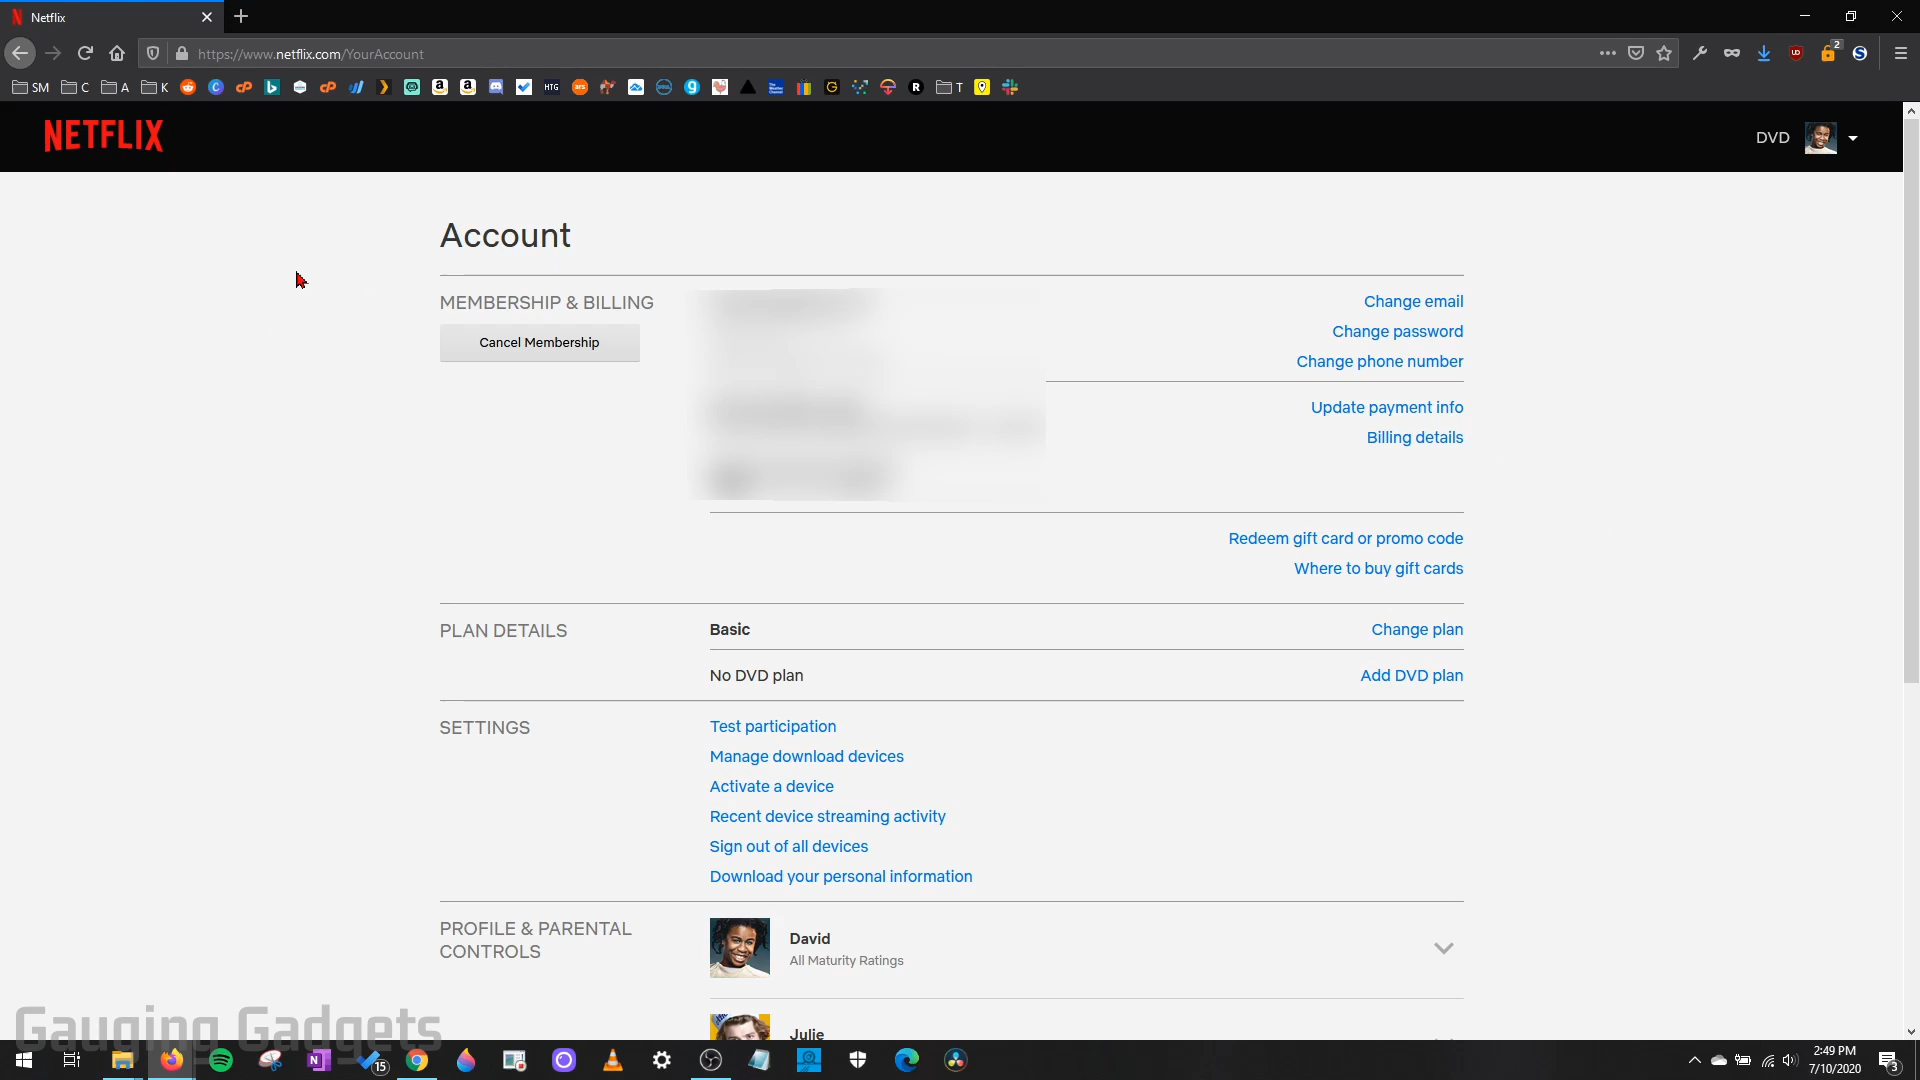 Netflix
https://www.netflix.com/YourAccount
2
SM
C
A
K
HTG
T
NETFLIX
DVD
Account
MEMBERSHIP & BILLING
Cancel Membership
Change email
Change password
Change phone number
Update payment info
Billing details
Redeem gift card or promo code
Where to buy gift cards
PLAN DETAILS
Basic
Change plan
No DVD plan
Add DVD plan
SETTINGS
Test participation
Manage download devices
Activate a device
Recent device streaming activity
Sign out of all devices
Download your personal information
PROFILE & PARENTAL
CONTROLS
David
All Maturity Ratings
Julie
Gauging Gadgets
15
2:49 PM
7/10/2020
3